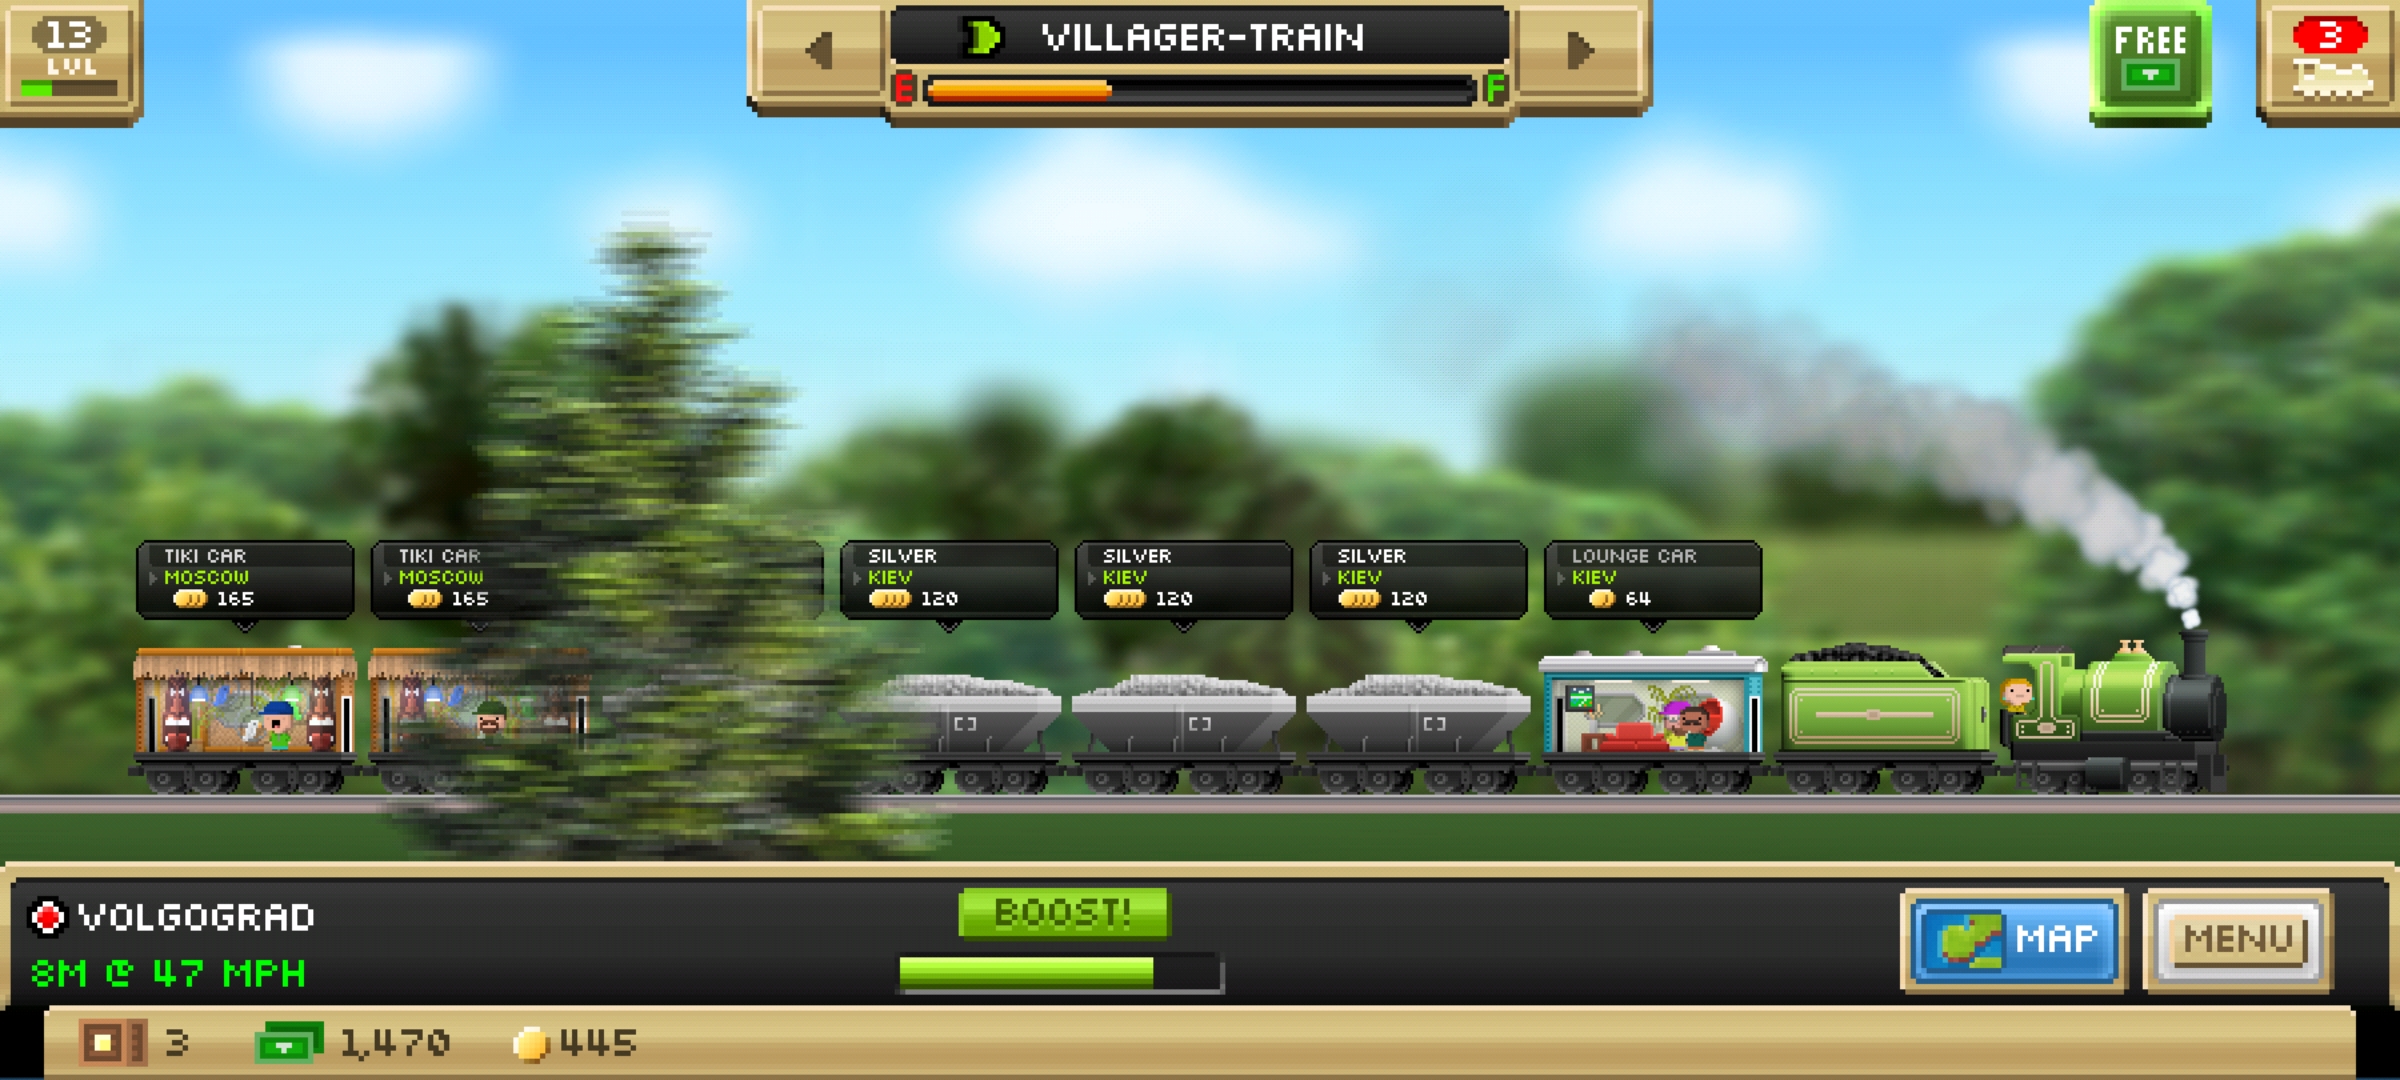 13
LVL
VILLAGER-TRAIN
E
F
FREE
3
TIKI CAR
MOSCOW
165
TIKI CAR
MOSCOW
165
SILVER
KIEV
120
SILVER
KIEV
120
SILVER
KIEV
120
LOUNGE CAR
KIEV
64
VOLGOGRAD
8M @ 47 MPH
BOOST!
MAP
MENU
3
1,470
445